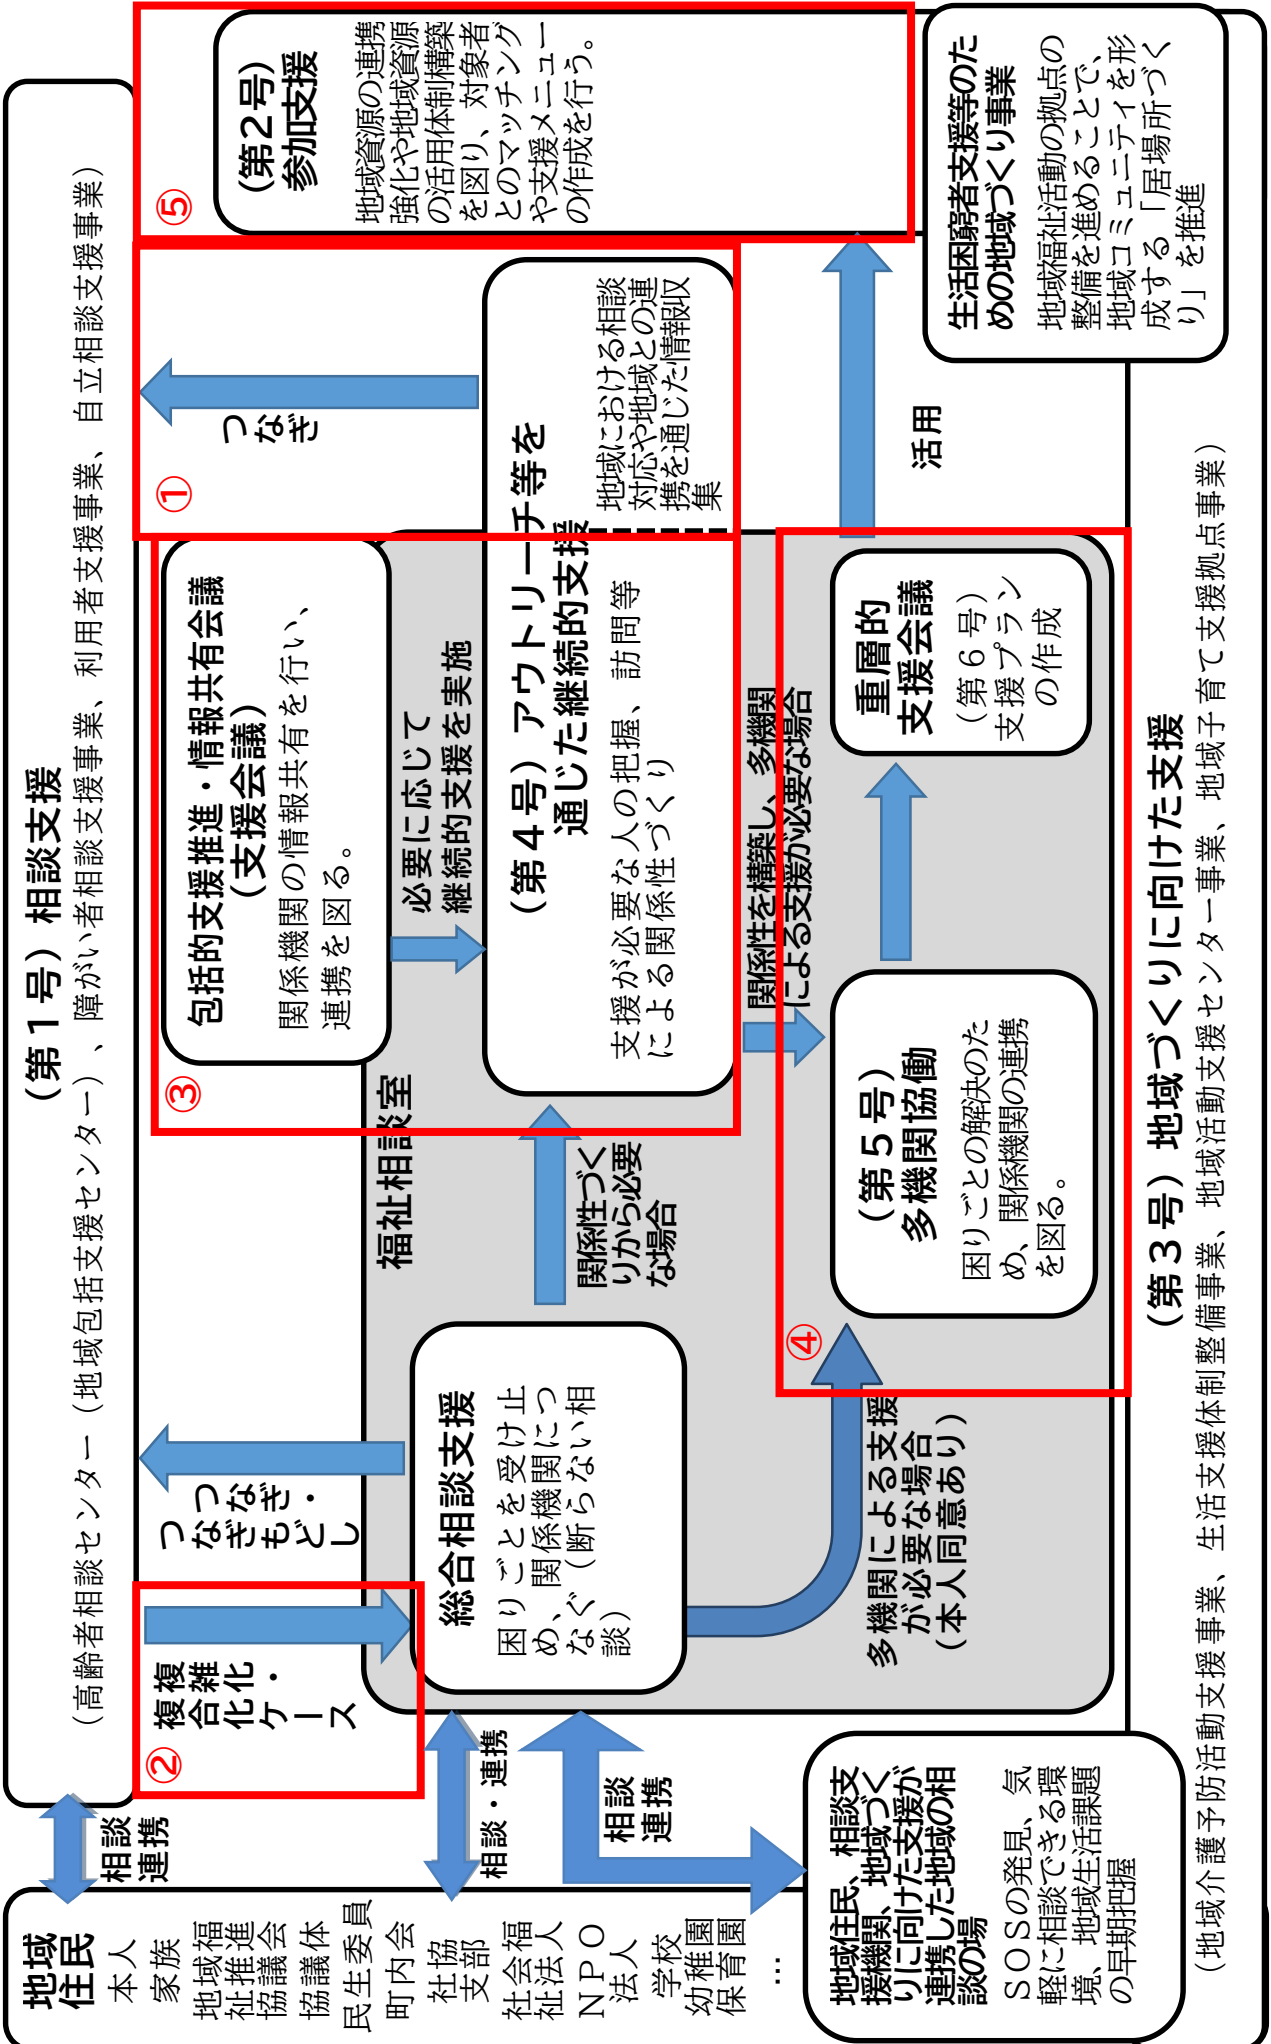 （第１号）相談支援
（高齢者相談センター（地域包括支援センター）、障がい者相談支援事業、利用者支援事業、自立相談支援事業）
地域
住民
本人
家族
地域福
祉推進
協議会
協議体
民生委員
町内会
社協
支部
社会福
祉法人
ＮＰＯ
法人
学校
幼稚園
保育園
…
相談
連携
②
複合化・
複雑化
ケース
つなぎ・
つなぎもどし
相談・連携
相談
連携
地域住民、相談支
援機関、地域づく
りに向けた支援が
連携した地域の相
談の場
ＳＯＳの発見、気
軽に相談できる環
境、地域生活課題
の早期把握
福祉相談室
総合相談支援
困りごとを受け止
め、関係機関につ
なぐ（断らない相
談）
関係性づく
りから必要
な場合
多機関による支援
が必要な場合
（本人同意あり）
③
包括的支援推進・情報共有会議
（支援会議）
関係機関の情報共有を行い、
連携を図る。
必要に応じて
継続的支援を実施
（第４号）アウトリーチ等を
通じた継続的支援
支援が必要な人の把握、訪問等
による関係性づくり
地域における相談
対応や地域との連
携を通じた情報収
集
①
つなぎ
関係性を構築し、多機関
による支援が必要な場合
④
（第５号）
多機関協働
困りごとの解決のた
め、関係機関の連携
を図る。
重層的
支援会議
（第６号）
支援プラン
の作成
活用
⑤
（第２号）
参加支援
地域資源の連携
強化や地域資源
の活用体制構築
を図り、対象者
とのマッチング
や支援メニュー
の作成を行う。
生活困窮者支援等のた
めの地域づくり事業
地域福祉活動の拠点の
整備を進めることで、
地域コミュニティを形
成する「居場所づく
り」を推進
（第３号）地域づくりに向けた支援
（地域介護予防活動支援事業、生活支援体制整備事業、地域活動支援センター事業、地域子育て支援拠点事業）